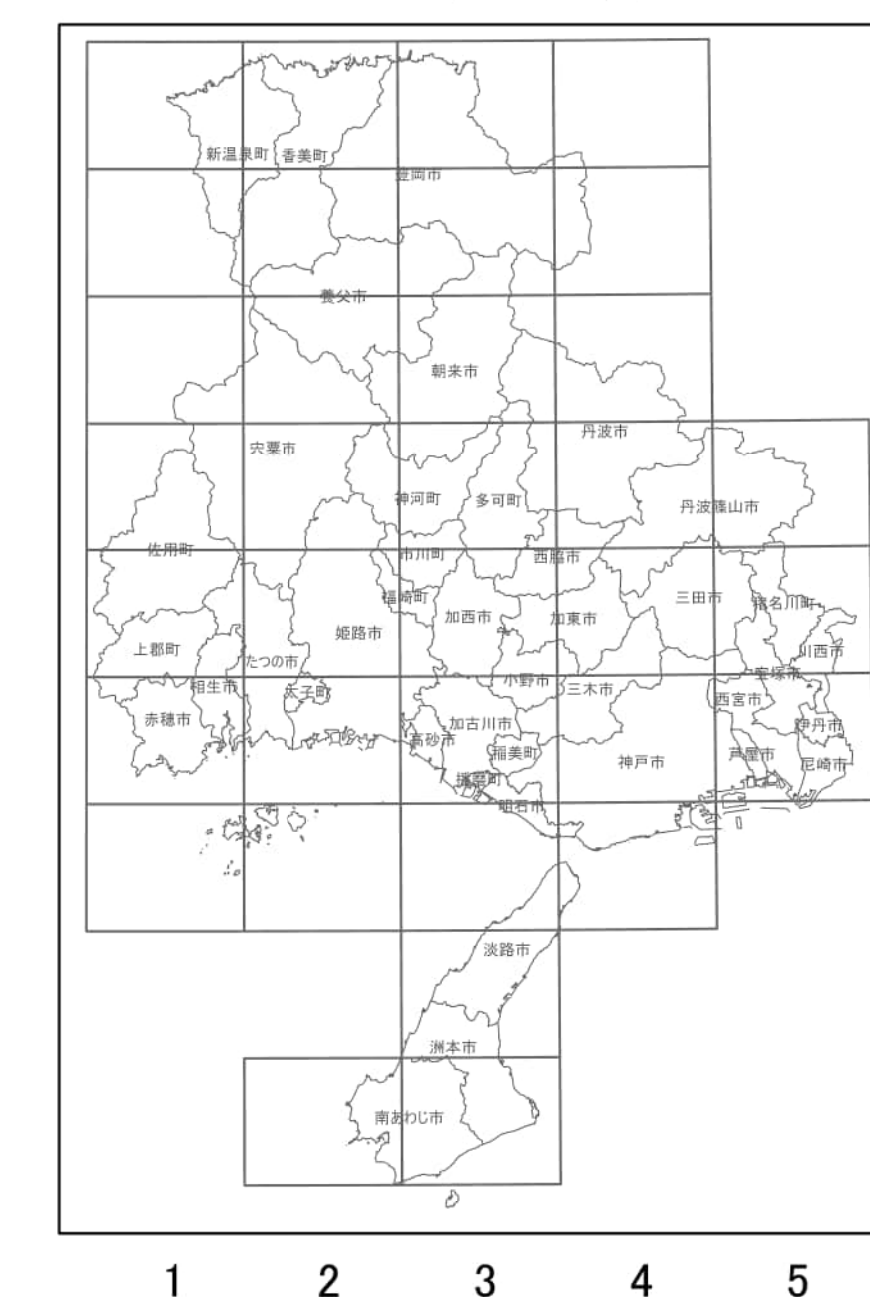 新温泉町
香美町
豊岡市
養父市
朝来市
丹波市
宍粟市
神河町
多可町
丹波篠山市
佐用町
市川町
西脇市
福崎町
加西市
加東市
三田市
猪名川町
姫路市
上郡町
たつの市
川西市
宝塚市
相生市
太子町
小野市
三木市
西宮市
赤穂市
加古川市
高砂市
稲美町
神戸市
芦屋市
伊丹市
尼崎市
播磨町
明石市
淡路市
洲本市
南あわじ市
1 2 3 4 5